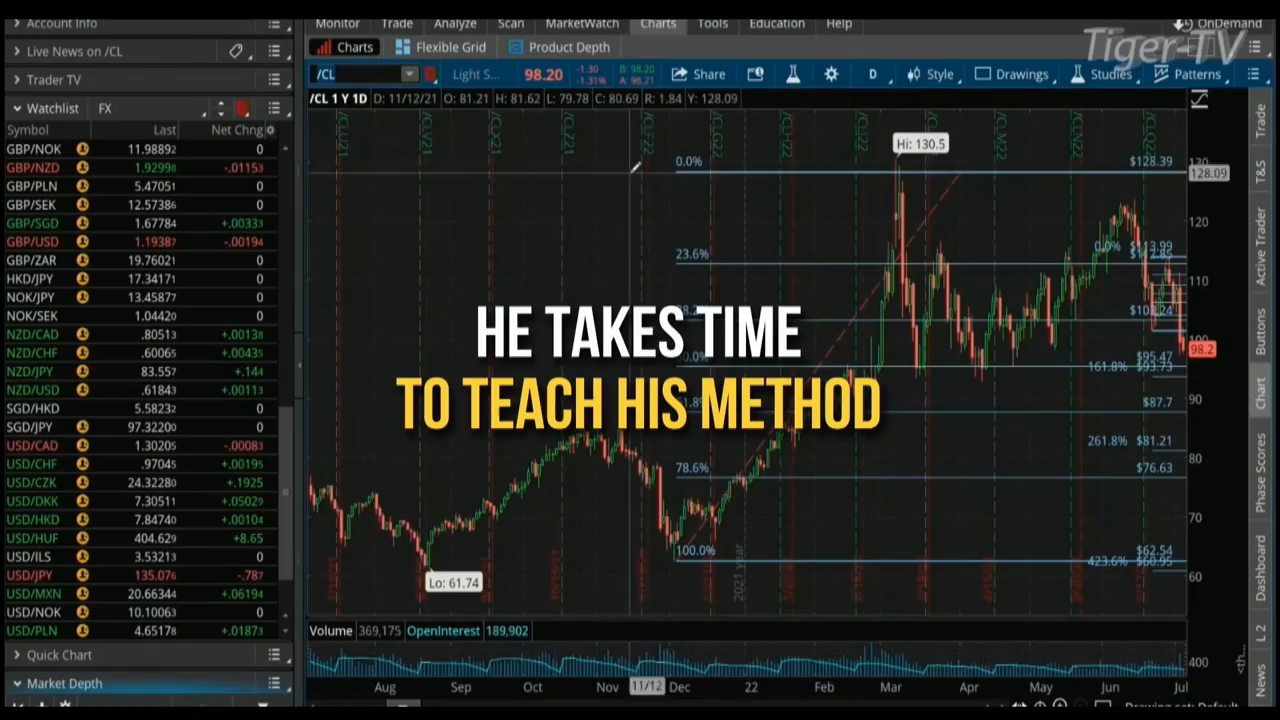 Account Info
Live News on /CL
Trader TV
Watchlist FX
Symbol Last Net Chng
GBP/NOK 11.98892 0
GBP/NZD 1.92998 -.01153
GBP/PLN 5.47051 0
GBP/SEK 12.57386 0
GBP/SGD 1.67784 +.00333
GBP/USD 1.19387 -.00194
GBP/ZAR 19.76021 0
HKD/JPY 17.34171 0
NOK/JPY 13.45877 0
NOK/SEK 1.04420 0
NZD/CAD .80513 +.00138
NZD/CHF .60065 +.00435
NZD/JPY 83.557 +.144
NZD/USD .61843 +.00113
SGD/HKD 5.58232 0
SGD/JPY 97.32200 0
USD/CAD 1.30205 -.00083
USD/CHF .97045 +.00195
USD/CZK 24.32280 +.1925
USD/DKK 7.30511 +.05029
USD/HKD 7.84740 +.00104
USD/HUF 404.629 +8.65
USD/ILS 3.53213 0
USD/JPY 135.076 -.787
USD/MXN 20.66344 +.06194
USD/NOK 10.10063 0
USD/PLN 4.65178 +.01873
Quick Chart
Market Depth
Monitor Trade Analyze Scan MarketWatch Charts Tools Education Help
OnDemand
Tiger-TV
Charts Flexible Grid Product Depth
/CL Light S... 98.20 -1.30 -1.31% B: 98.20 A: 98.21 Share D Style Drawings Studies Patterns
/CL 1 Y 1D D: 11/12/21 O: 81.21 H: 81.62 L: 79.78 C: 80.69 R: 1.84 Y: 128.09
Hi: 130.5
0.0% $128.39
128.09
120
0.0% $113.99
23.6%
110
98.2
HE TAKES TIME
TO TEACH HIS METHOD
$95.47
161.8% $93.73
90
$87.7
261.8% $81.21
80
78.6% $76.63
70
100.0% $62.54
423.6% $60.95
Lo: 61.74
60
2021 year
Volume 369,175 OpenInterest 189,902
400
Aug Sep Oct Nov 11/12 Dec 22 Feb Mar Apr May Jun Jul
Trade
T&S
Active Trader
Buttons
Chart
Phase Scores
Dashboard
L 2
News